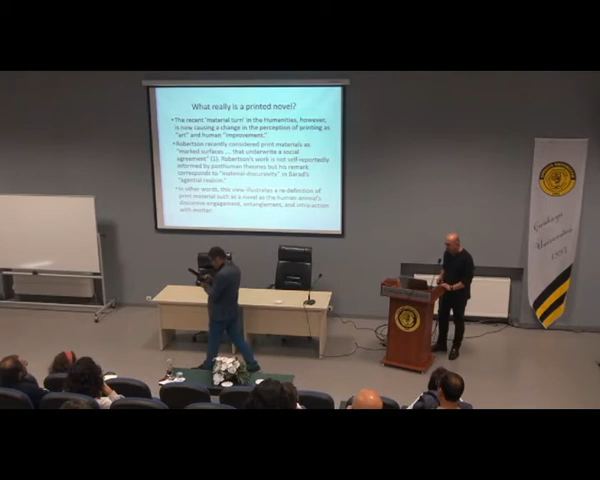 What really is a printed novel?
•The recent 'material turn' in the Humanities, however,
is now causing a change in the perception of printing as
"art" and human "improvement."
•Robertson recently considered print materials as
"marked surfaces ... that underwrite a social
agreement" (1). Robertson's work is not self-reportedly
informed by posthuman theories but his remark
corresponds to "material-discursivity" in Barad's
"agential realism."
•In other words, this view illustrates a re-definition of
print material such as a novel as the human animal's
discursive engagement, entanglement, and intra-action
with matter.
Çankaya
Üniversitesi
1997